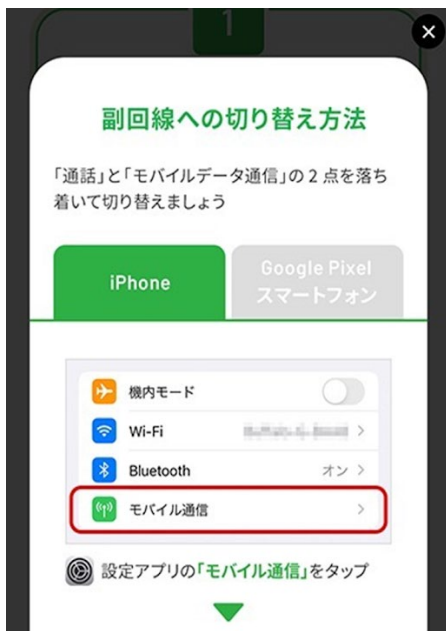 1
副回線への切り替え方法
「通話」と「モバイルデータ通信」の2点を落ち
着いて切り替えましょう
iPhone
Google Pixel
スマートフォン
機内モード
Wi-Fi
Bluetooth オン
モバイル通信
設定アプリの「モバイル通信」をタップ